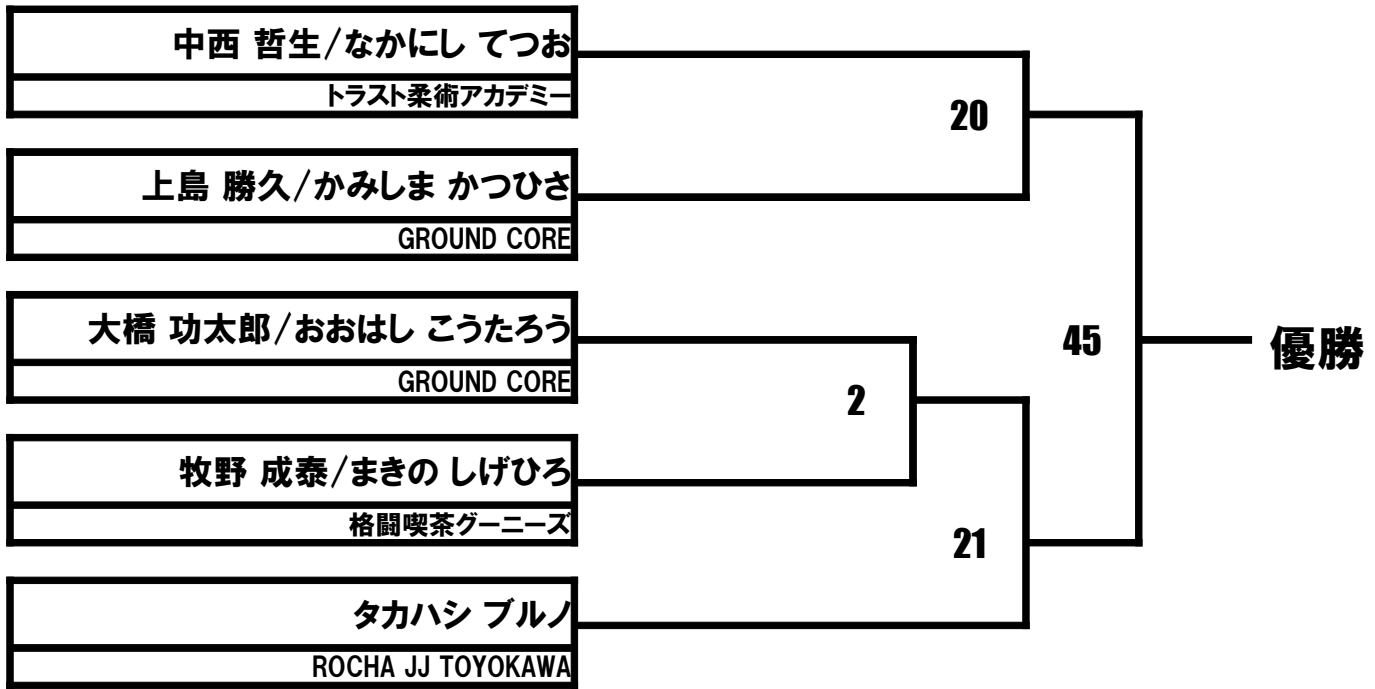 中西 哲生/なかにし てつお
トラスト柔術アカデミー
20
上島 勝久/かみしま かつひさ
GROUND CORE
大橋 功太郎/おおはし こうたろう
GROUND CORE
45
優勝
2
牧野 成泰/まきの しげひろ
格闘喫茶グーニーズ
21
タカハシ ブルノ
ROCHA JJ TOYOKAWA